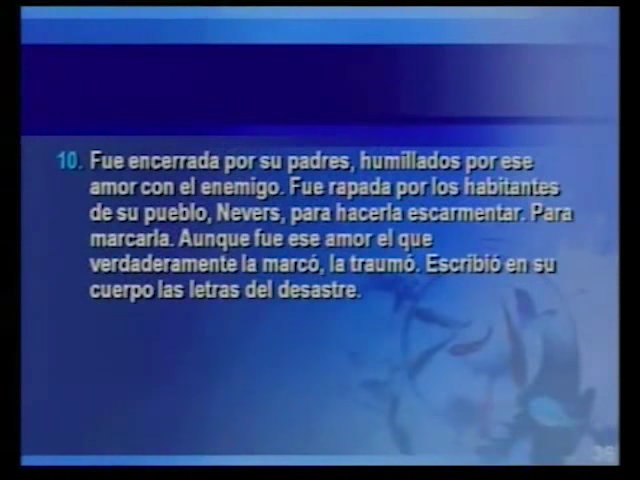 10. Fue encerrada por su padres, humillados por ese
amor con el enemigo. Fue rapada por los habitantes
de su pueblo, Nevers, para hacerla escarmentar. Para
marcarla. Aunque fue ese amor el que
verdaderamente la marcó, la traumó. Escribió en su
cuerpo las letras del desastre.